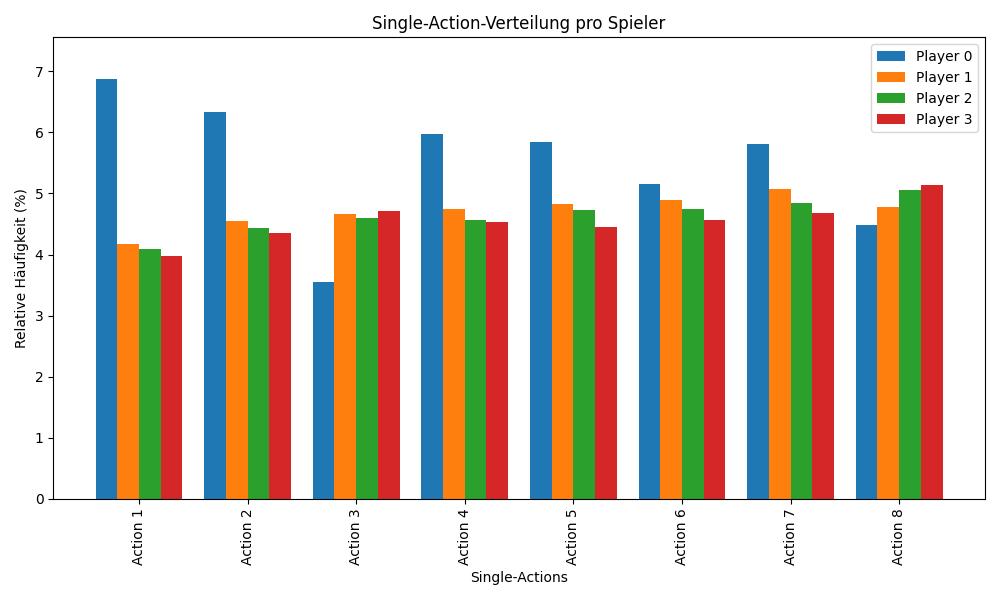 Single-Action-Verteilung pro Spieler
Player 0
Player 1
Player 2
Player 3
Relative Häufigkeit (%)
7
6
5
4
3
2
1
0
Action 1
Action 2
Action 3
Action 4
Action 5
Action 6
Action 7
Action 8
Single-Actions